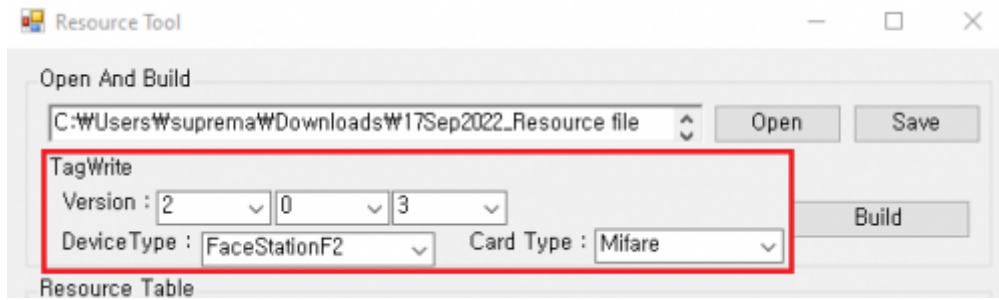 Resource Tool
Open And Build
C:₩Users₩suprema₩Downloads₩17Sep2022_Resource file
Open
Save
TagWrite
Version : 2 0 3
Build
DeviceType : FaceStationF2 Card Type : Mifare
Resource Table